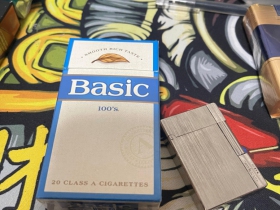 SMOOTH RICH TASTE
Basic
100's
20 CLASS A CIGARETTES